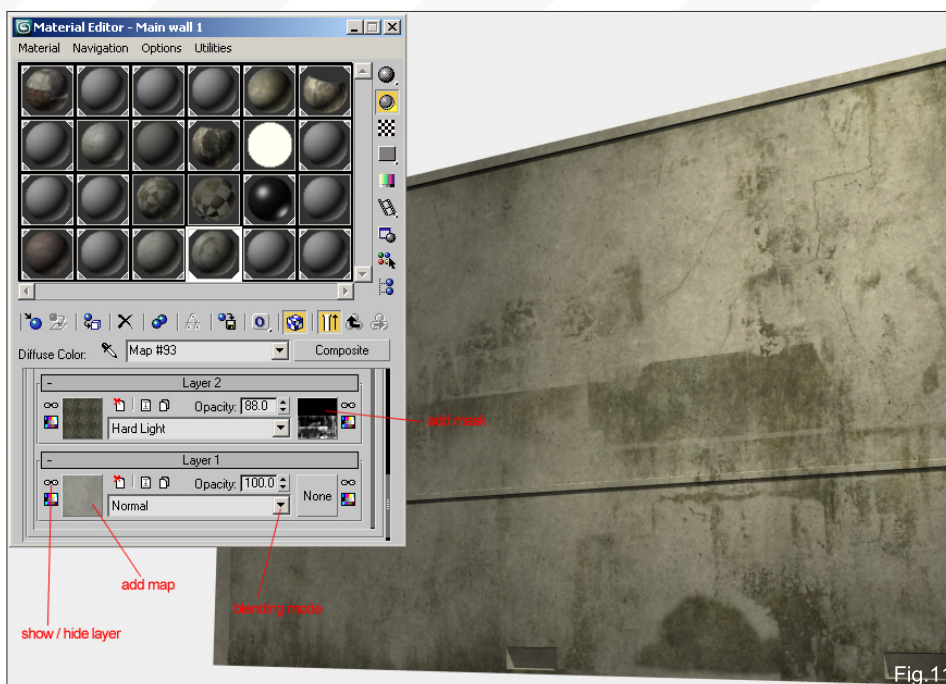 Material Editor - Main wall 1
Material Navigation Options Utilities
Diffuse Color: Map #93 Composite
Layer 2
Opacity: 88.0
Hard Light
add mask
Layer 1
Opacity: 100.0
Normal
None
add map
blending mode
show / hide layer
Fig.11